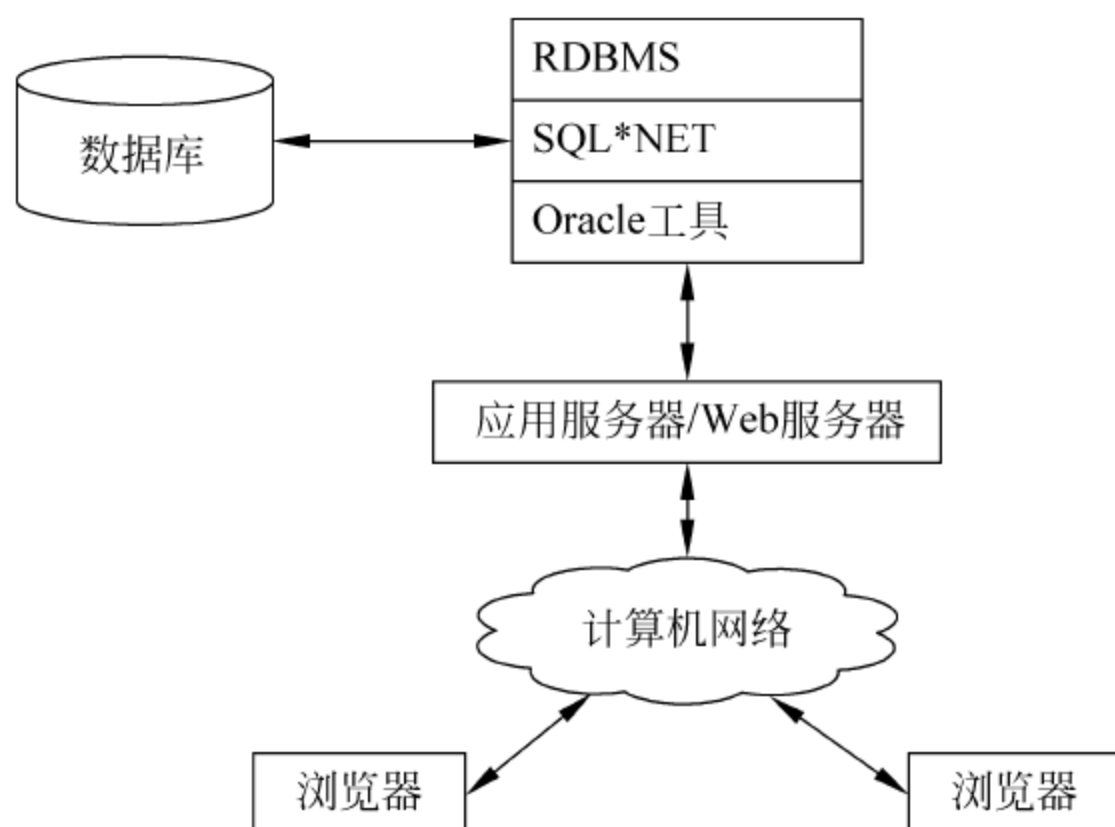 RDBMS
数据库
SQL*NET
Oracle工具
应用服务器/Web服务器
计算机网络
浏览器
浏览器